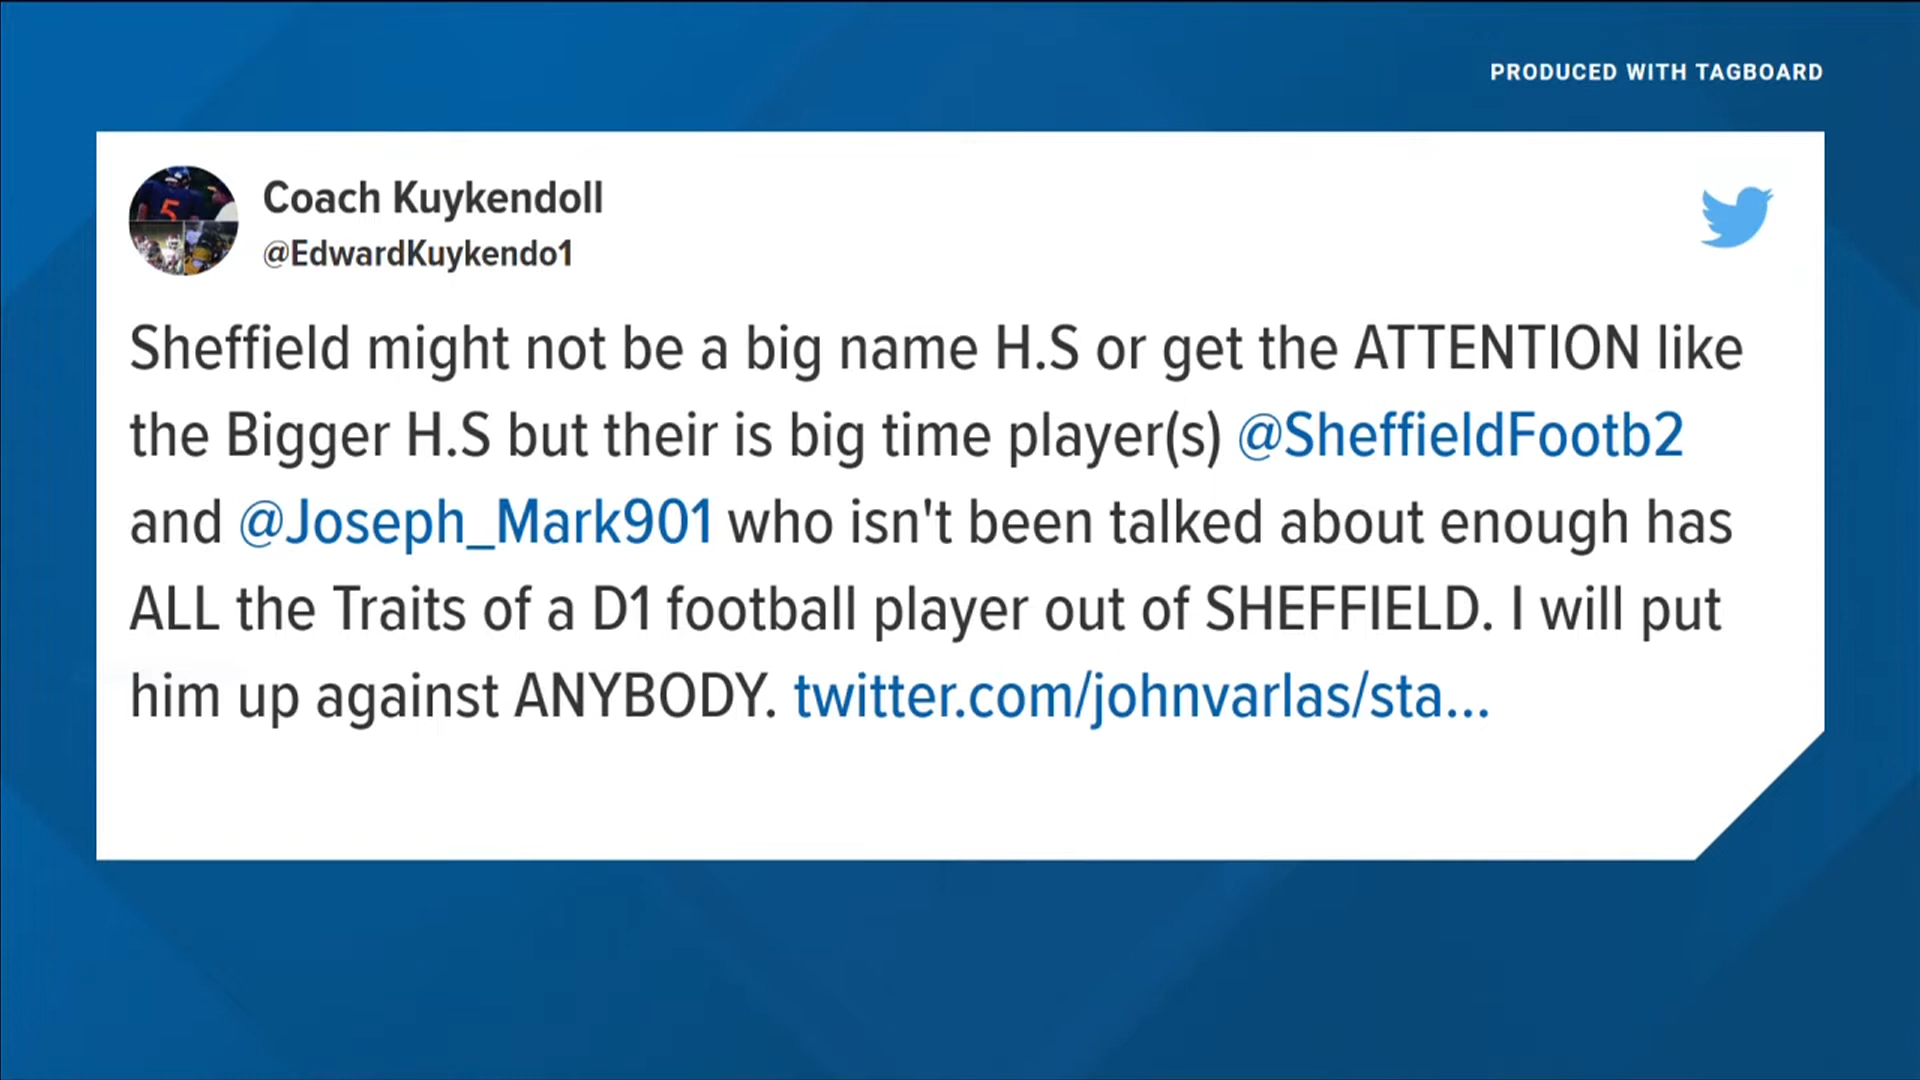 PRODUCED WITH TAGBOARD
Coach Kuykendoll
@EdwardKuykendo1
Sheffield might not be a big name H.S or get the ATTENTION like
the Bigger H.S but their is big time player(s) @SheffieldFootb2
and @Joseph_Mark901 who isn't been talked about enough has
ALL the Traits of a D1 football player out of SHEFFIELD. I will put
him up against ANYBODY. twitter.com/johnvarlas/sta...
5